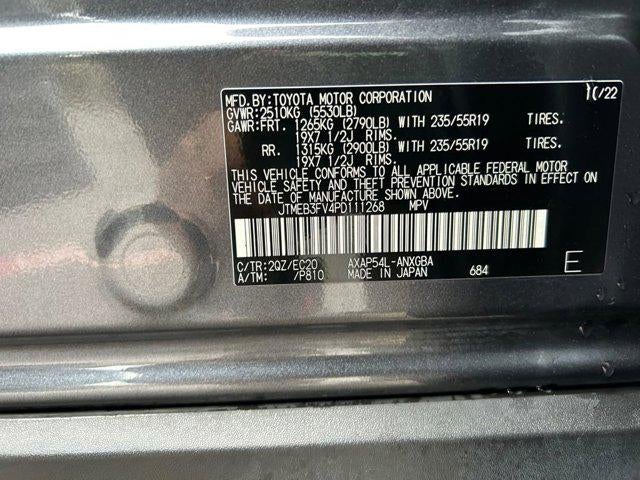 MFD.BY:TOYOTA MOTOR CORPORATION 10/22
GVWR:2510KG (5530LB)
GAWR:FRT. 1265KG (2790LB) WITH 235/55R19 TIRES.
19X7 1/2J RIMS.
RR. 1315KG (2900LB) WITH 235/55R19 TIRES.
19X7 1/2J RIMS.
THIS VEHICLE CONFORMS TO ALL APPLICABLE FEDERAL MOTOR
VEHICLE SAFETY AND THEFT PREVENTION STANDARDS IN EFFECT ON
THE DATE OF MANUFACTURE SHOWN ABOVE.
JTMEB3FV4PD111268 MPV
C/TR:2QZ/EC20 AXAP54L-ANXGBA
A/TM: /P810 MADE IN JAPAN 684 E